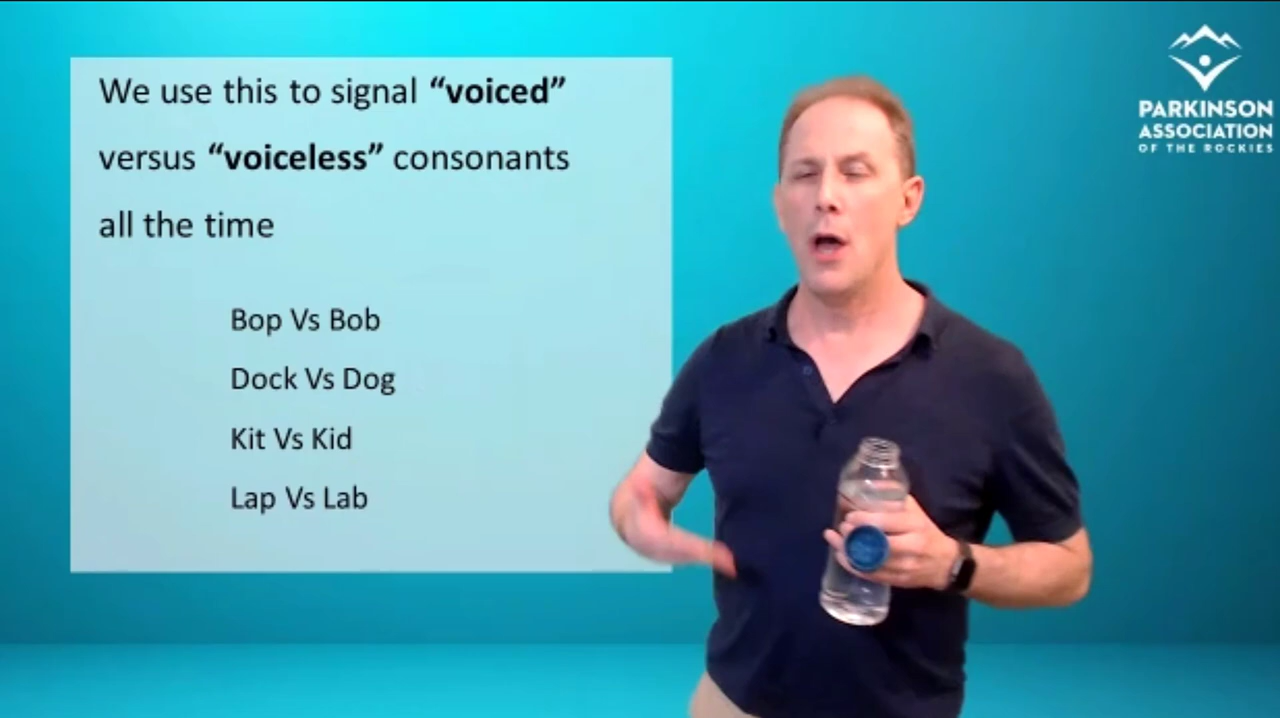 We use this to signal “voiced”
versus “voiceless” consonants
all the time
Bop Vs Bob
Dock Vs Dog
Kit Vs Kid
Lap Vs Lab
PARKINSON
ASSOCIATION
OF THE ROCKIES